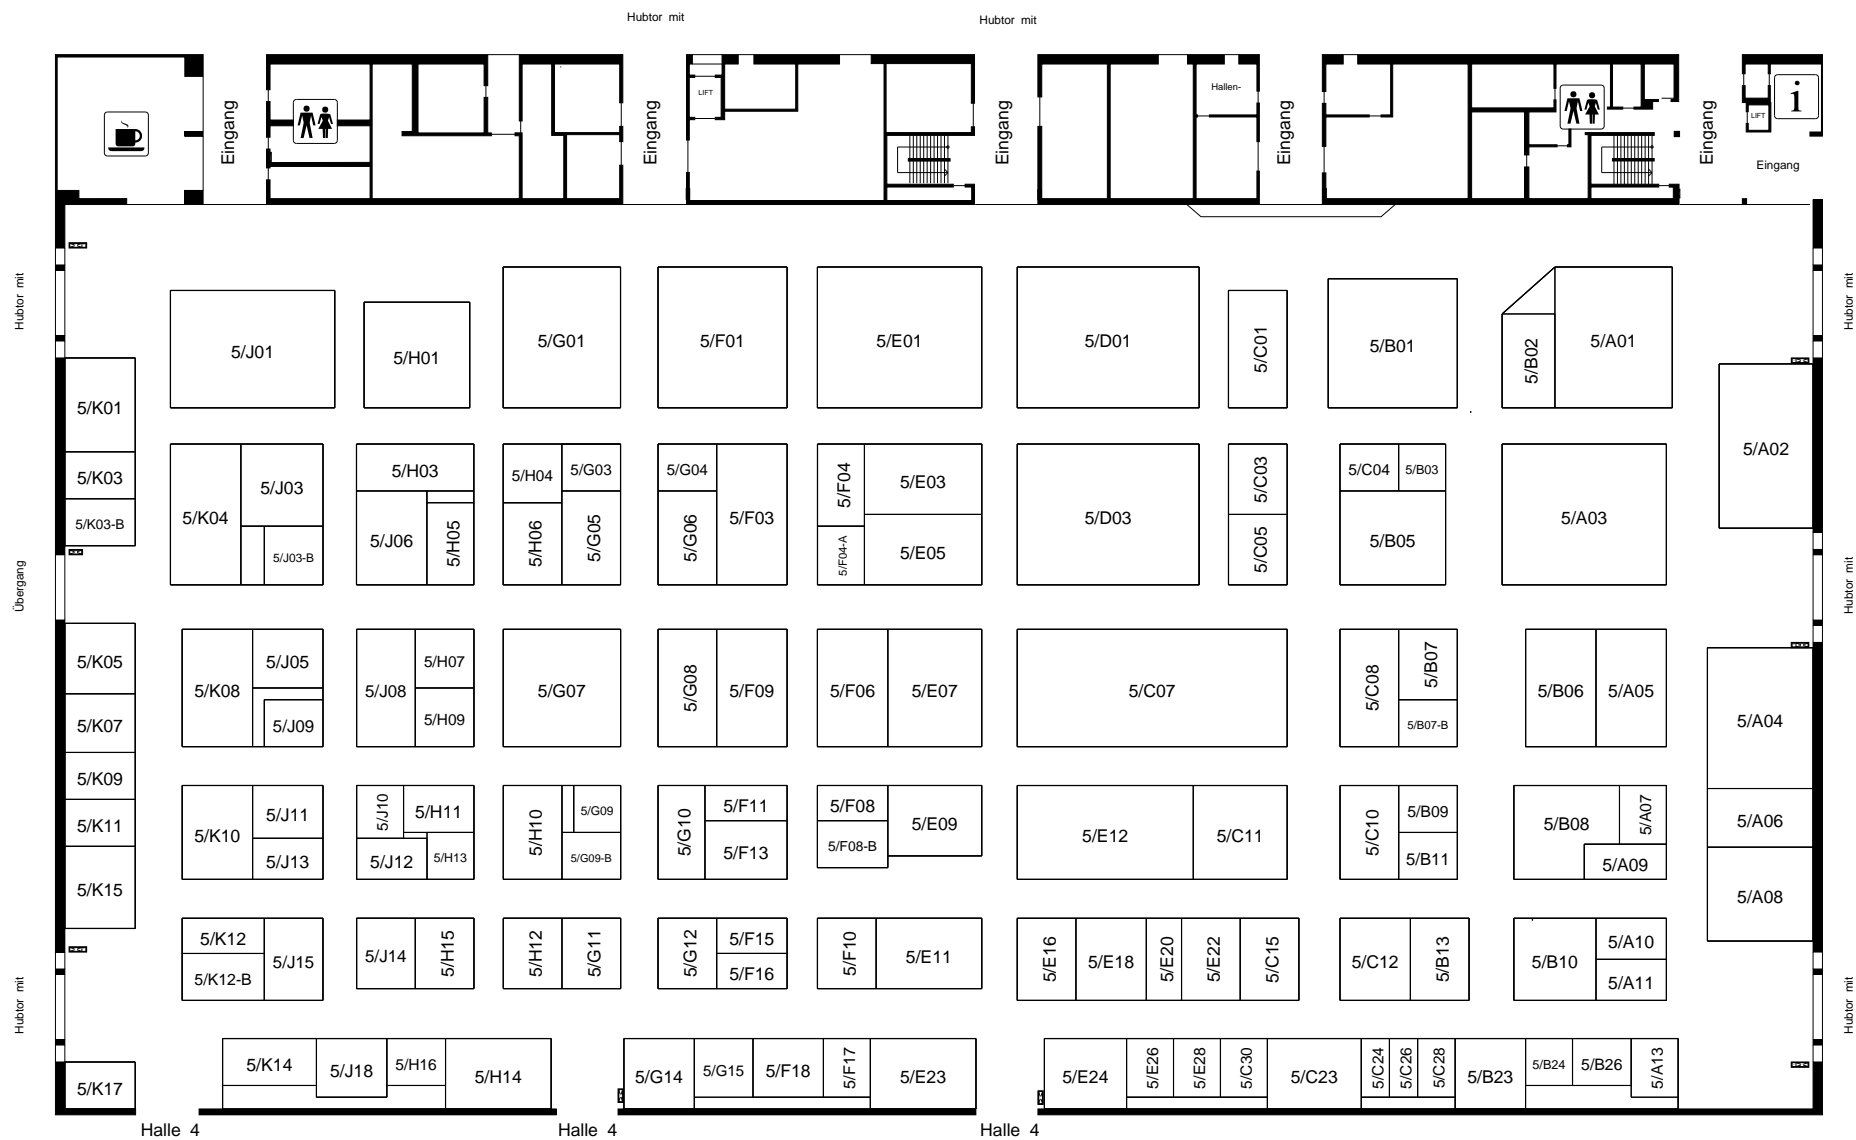 Hubtor mit
Hubtor mit
Eingang
Eingang
LIFT
Eingang
Hallen-
Eingang
Eingang
LIFT
i
Eingang
Hubtor mit
Hubtor mit
5/J01
5/H01
5/G01
5/F01
5/E01
5/D01
5/C01
5/B01
5/B02
5/A01
5/K01
5/K03
5/K03-B
5/A02
5/K04
5/J03
5/J03-B
5/H03
5/J06
5/H05
5/H04
5/G03
5/H06
5/G05
5/G04
5/G06
5/F03
5/F04
5/F04-A
5/E03
5/E05
5/D03
5/C03
5/C05
5/C04
5/B03
5/B05
5/A03
Übergang
Hubtor mit
5/K05
5/K07
5/K09
5/K11
5/K15
5/K08
5/J05
5/J09
5/J08
5/H07
5/H09
5/G07
5/G08
5/F09
5/F06
5/E07
5/C07
5/C08
5/B07
5/B07-B
5/B06
5/A05
5/A04
5/A06
5/A08
5/K10
5/J11
5/J13
5/J10
5/H11
5/J12
5/H13
5/H10
5/G09
5/G09-B
5/G10
5/F11
5/F13
5/F08
5/F08-B
5/E09
5/E12
5/C11
5/C10
5/B09
5/B11
5/B08
5/A07
5/A09
5/K12
5/K12-B
5/J15
5/J14
5/H15
5/H12
5/G11
5/G12
5/F15
5/F16
5/F10
5/E11
5/E16
5/E18
5/E20
5/E22
5/C15
5/C12
5/B13
5/B10
5/A10
5/A11
Hubtor mit
Hubtor mit
5/K17
5/K14
5/J18
5/H16
5/H14
5/G14
5/G15
5/F18
5/F17
5/E23
5/E24
5/E26
5/E28
5/C30
5/C23
5/C24
5/C26
5/C28
5/B23
5/B24
5/B26
5/A13
Halle 4
Halle 4
Halle 4